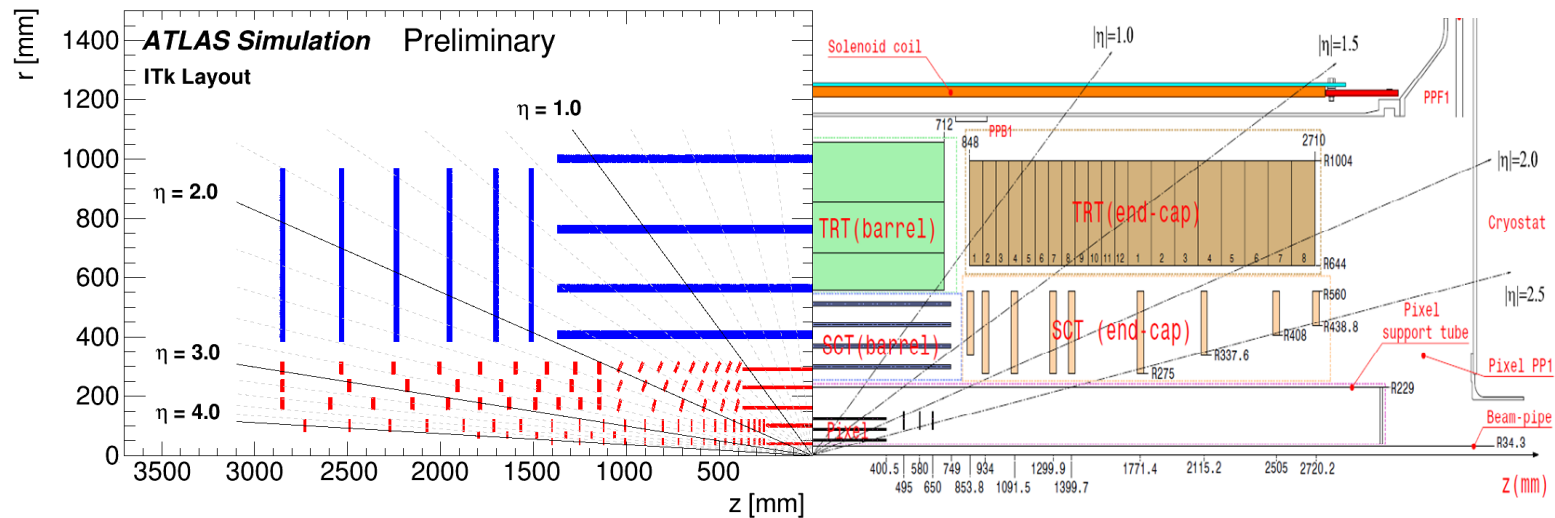 r [mm]
1400
1200
1000
800
600
400
200
0
ATLAS Simulation Preliminary
ITk Layout
η = 1.0
η = 2.0
η = 3.0
η = 4.0
3500 3000 2500 2000 1500 1000 500
z [mm]
Solenoid coil
|η|=1.0
|η|=1.5
PPF1
712
PPB1
848
2710
R1004
TRT(barrel)
TRT(end-cap)
|η|=2.0
Cryostat
1 2 3 4 5 6 7 8 9 10 11 12 1 2 3 4 5 6 7 8
R644
|η|=2.5
R560
SCT(barrel)
SCT (end-cap)
R438.8
R408
R337.6
R275
Pixel
support tube
Pixel PP1
R229
Pixel
Beam-pipe
R34.3
400.5 580 749 934 1299.9 1771.4 2115.2 2505 2720.2
495 650 853.8 1091.5 1399.7
z(mm)